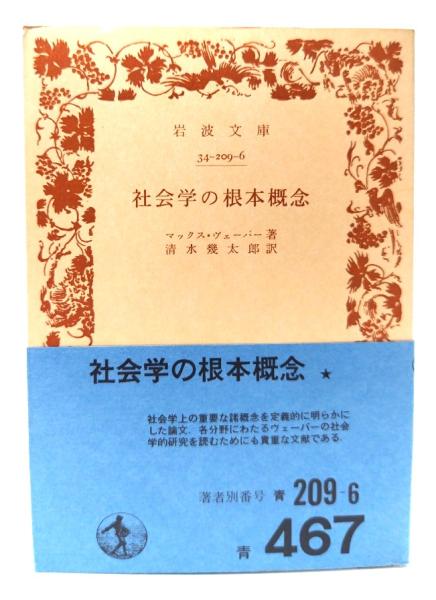 岩波文庫
34-209-6
社会学の根本概念
マックス・ヴェーバー著
清水幾太郎訳
社会学の根本概念 ★
社会学上の重要な諸概念を定義的に明らかに
した論文. 各分野にわたるヴェーバーの社会
学的研究を読むためにも貴重な文献である.
著者別番号 青 209-6
青 467